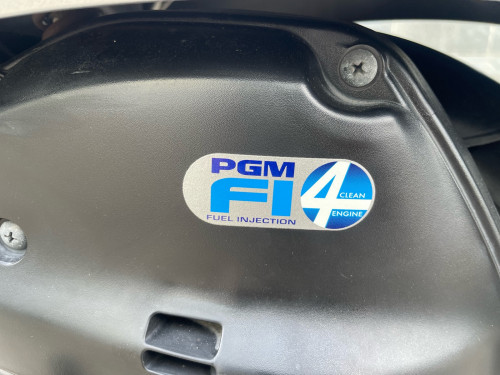 PGM
FI
FUEL INJECTION
4
CLEAN
ENGINE